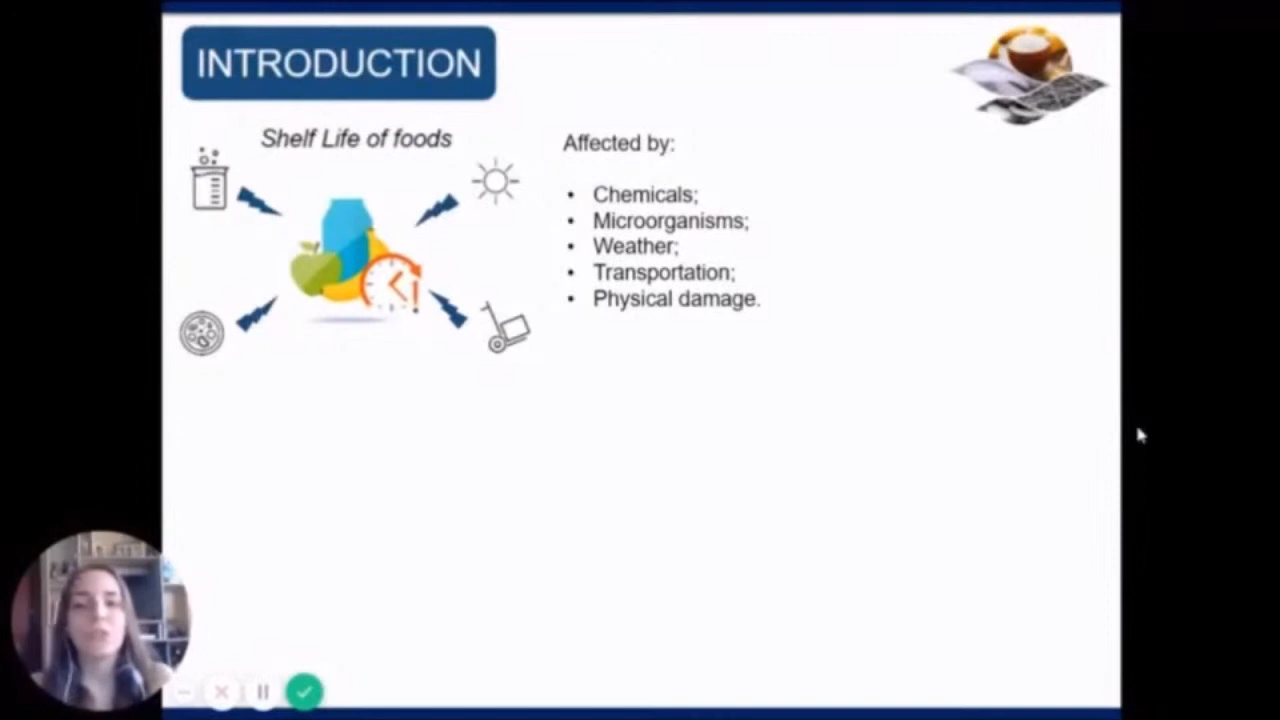 INTRODUCTION
Shelf Life of foods
Affected by:
• Chemicals;
• Microorganisms;
• Weather;
• Transportation;
• Physical damage.